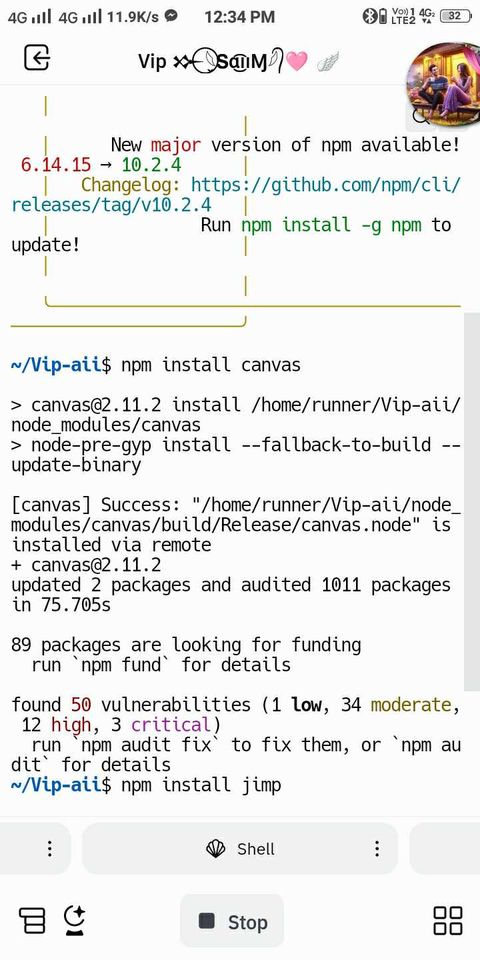 4G 4G 11.9K/s 12:34 PM Vo)) 1 LTE2 4G 32
Vip
New major version of npm available!
6.14.15 → 10.2.4
Changelog: https://github.com/npm/cli/
releases/tag/v10.2.4
Run npm install -g npm to
update!
~/Vip-aii$ npm install canvas
> canvas@2.11.2 install /home/runner/Vip-aii/
node_modules/canvas
> node-pre-gyp install --fallback-to-build --
update-binary
[canvas] Success: "/home/runner/Vip-aii/node_
modules/canvas/build/Release/canvas.node" is
installed via remote
+ canvas@2.11.2
updated 2 packages and audited 1011 packages
in 75.705s
89 packages are looking for funding
run `npm fund` for details
found 50 vulnerabilities (1 low, 34 moderate,
12 high, 3 critical)
run `npm audit fix` to fix them, or `npm au
dit` for details
~/Vip-aii$ npm install jimp
Shell
Stop